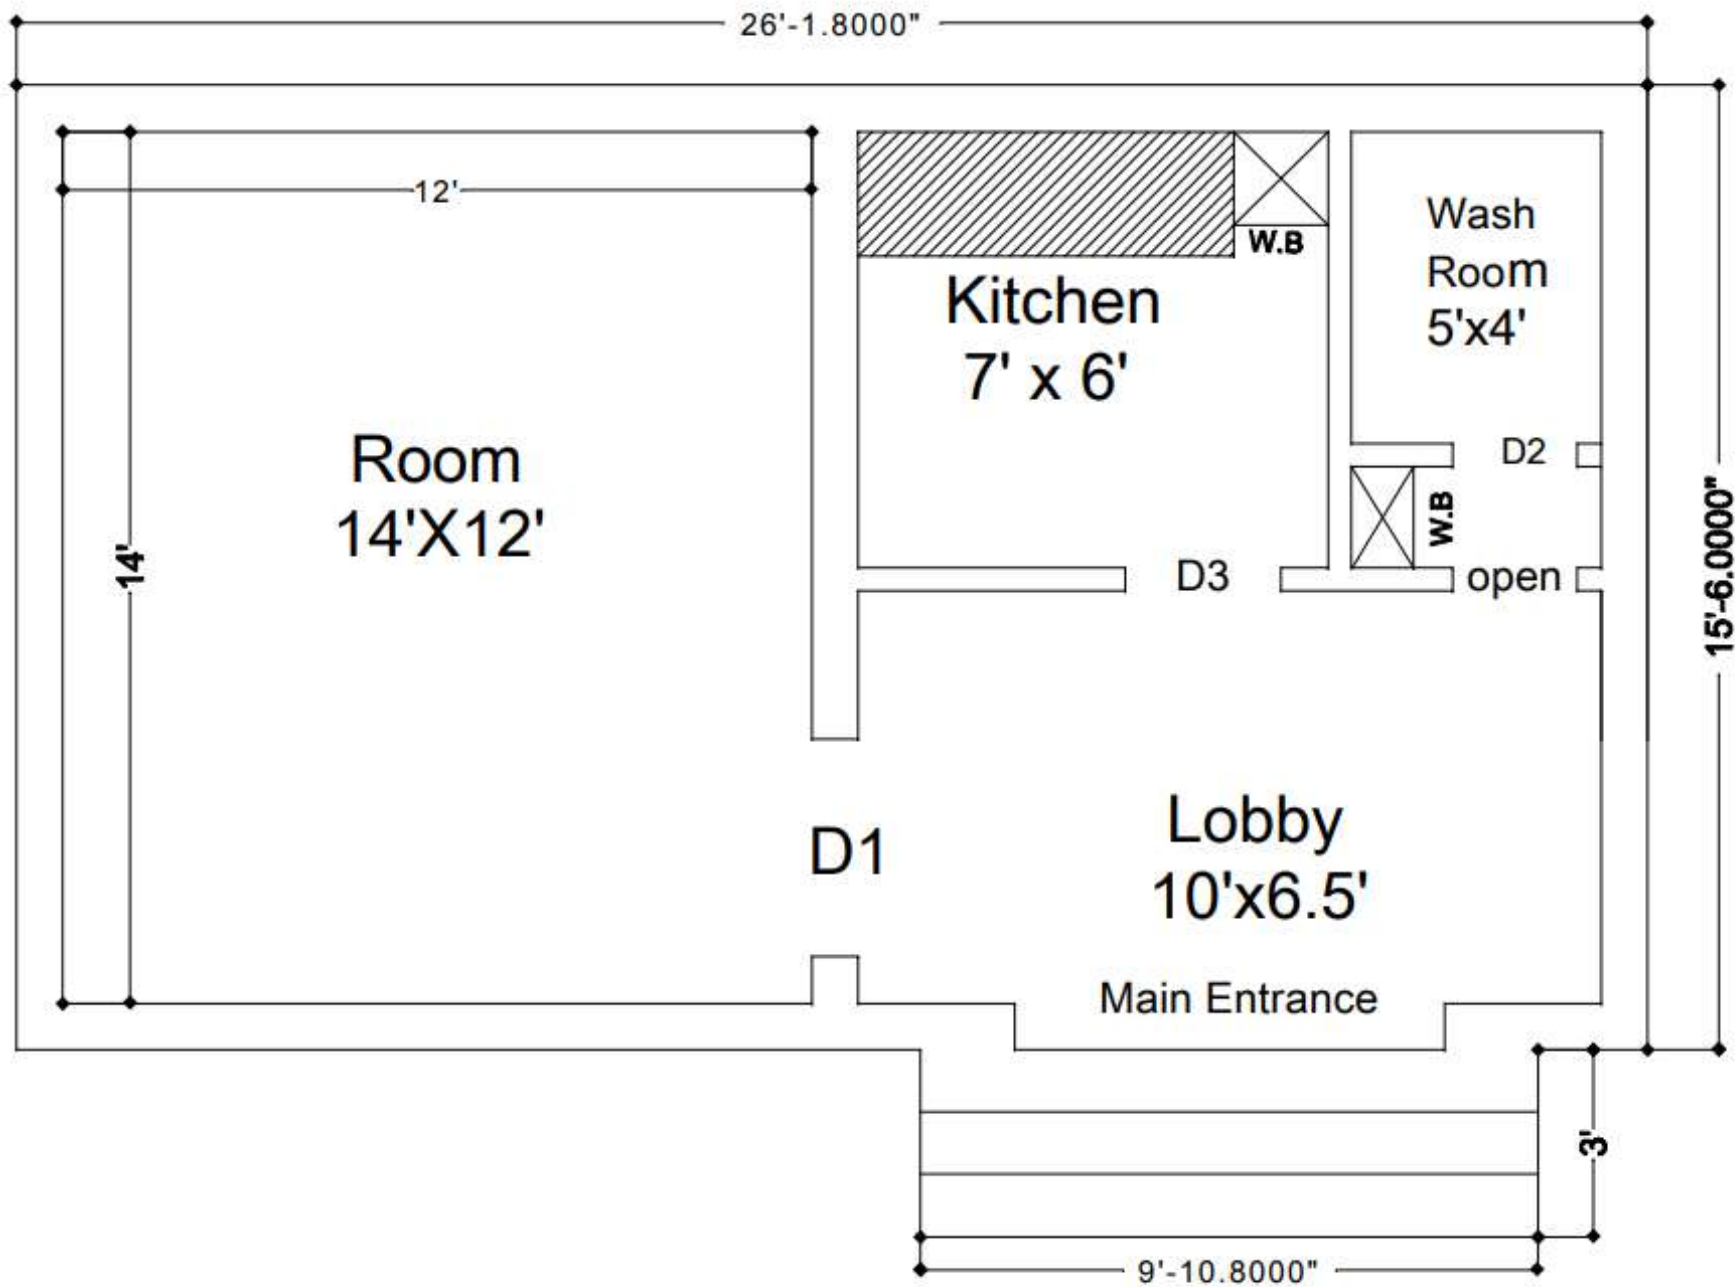 26'-1.8000"
12'
W.B
Wash
Room
5'x4'
Kitchen
7' x 6'
Room
14'X12'
14'
D2
W.B
15'-6.0000"
D3
open
D1
Lobby
10'x6.5'
Main Entrance
3'
9'-10.8000"